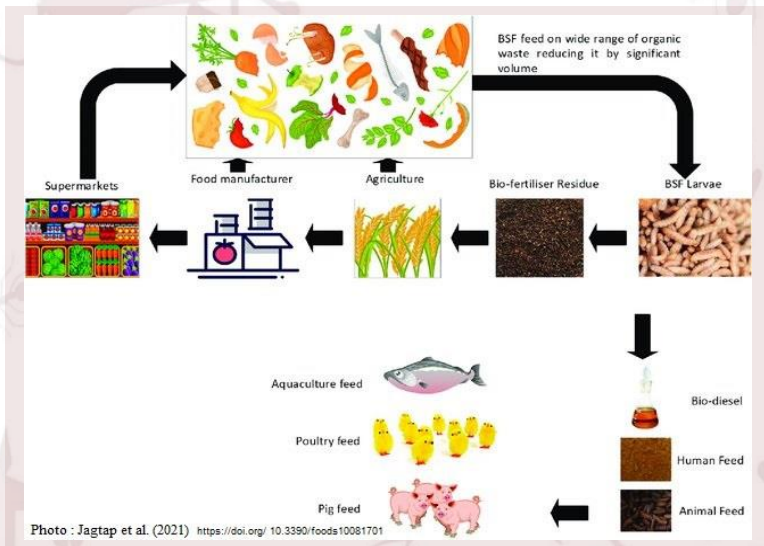 BSF feed on wide range of organic
waste reducing it by significant
volume
Supermarkets
Food manufacturer
Agriculture
Bio-fertiliser Residue
BSF Larvae
Aquaculture feed
Bio-diesel
Poultry feed
Human Feed
Pig feed
Animal Feed
Photo : Jagtap et al. (2021) https://doi.org/ 10.3390/foods10081701